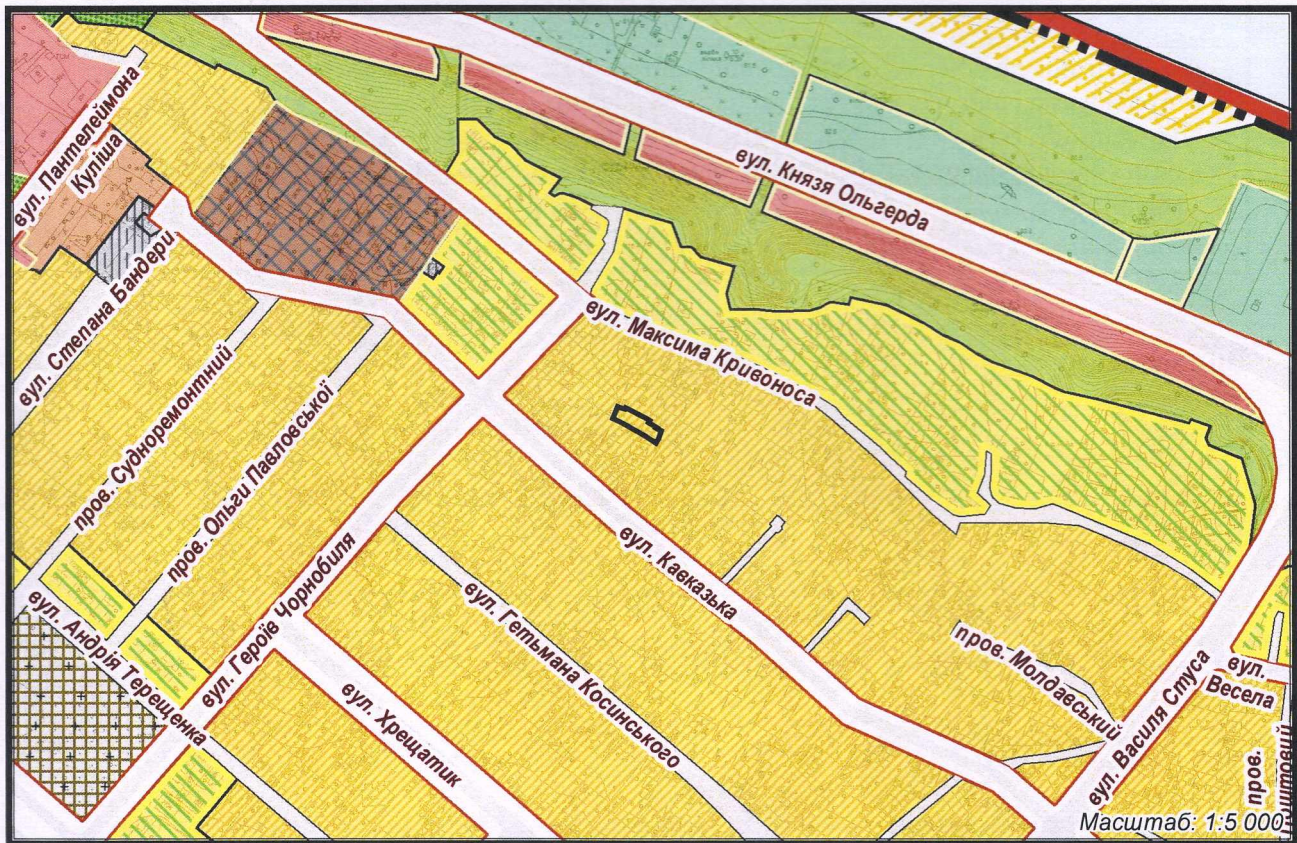 вул. Пантелеймона
Куліша
вул. Князя Ольгерда
вул. Степана Бандери
вул. Максима Кривоноса
пров. Судноремонтний
пров. Ольги Павловської
вул. Героїв Чорнобиля
вул. Кавказька
вул. Гетьмана Косинського
вул. Андрія Терещенка
вул. Хрещатик
пров. Молдавський
вул. Василя Стуса
вул.
Весела
пров.
Масштаб: 1:5 000